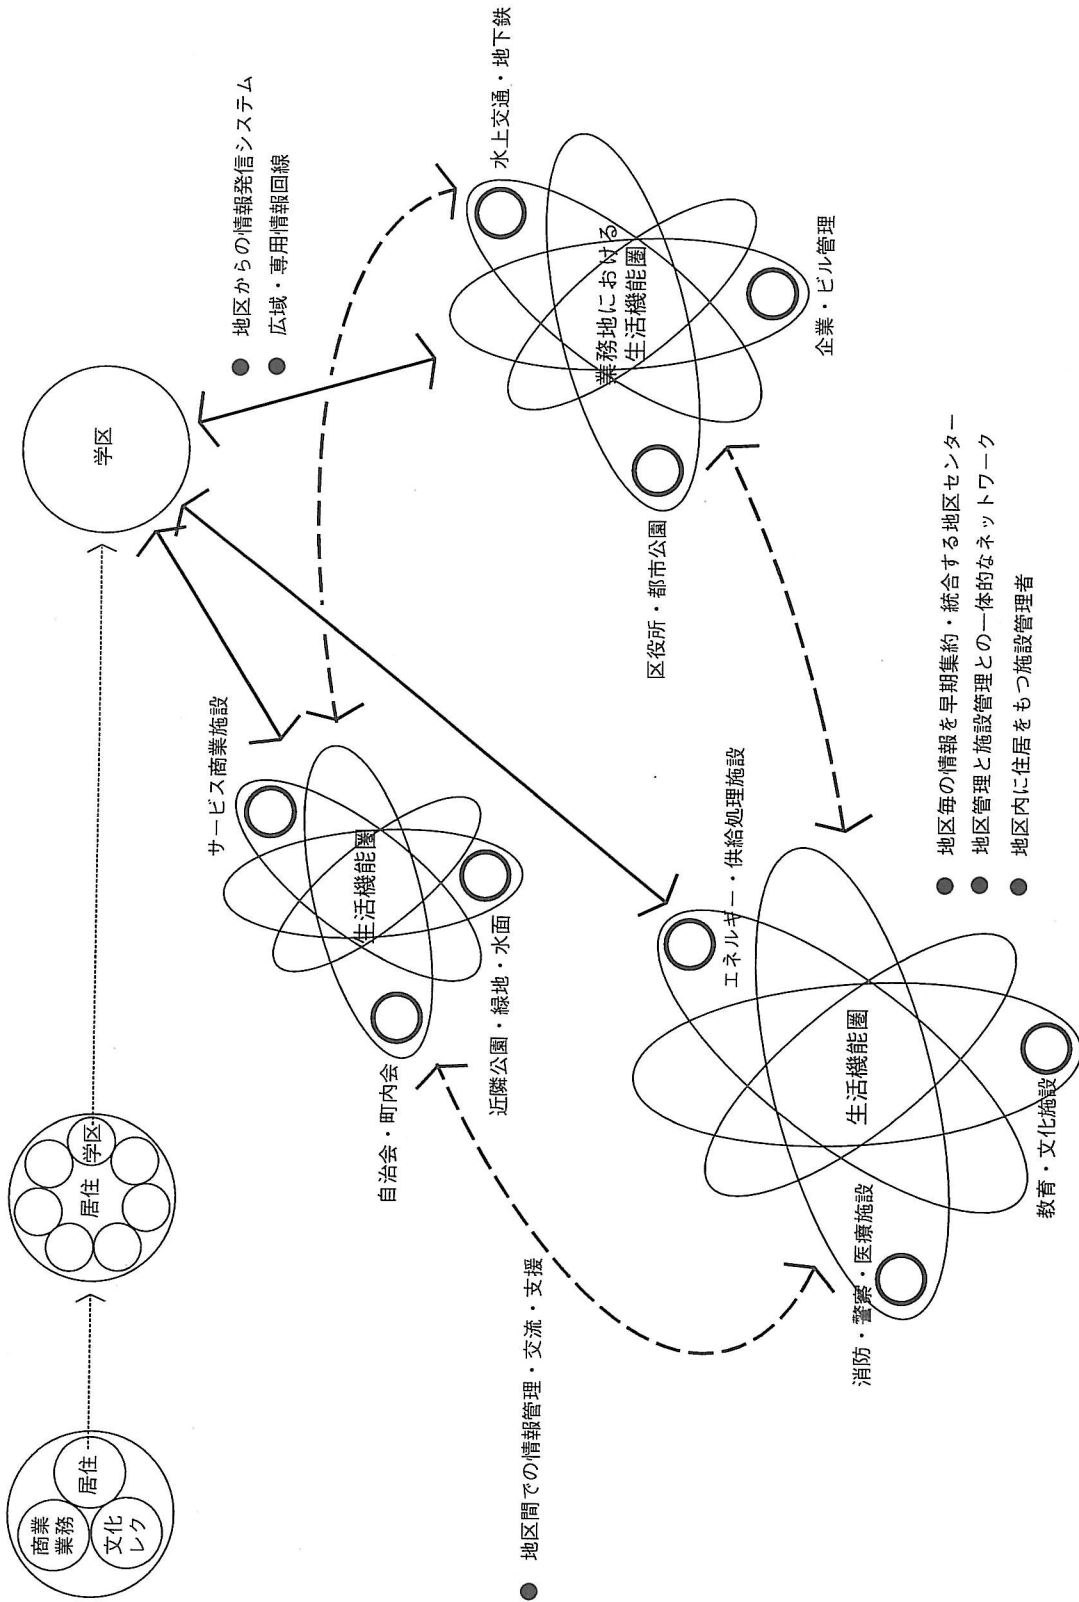 商業
業務
文化
レク
居住
居住
学区
学区
● 地区からの情報発信システム
● 広域・専用情報回線
サービス商業施設
生活機能圏
自治会・町内会
近隣公園・緑地・水面
水上交通・地下鉄
業務地における
生活機能圏
区役所・都市公園
企業・ビル管理
● 地区間での情報管理・交流・支援
エネルギー・供給処理施設
生活機能圏
消防・警察・医療施設
教育・文化施設
● 地区毎の情報を早期集約・統合する地区センター
● 地区管理と施設管理との一体的なネットワーク
● 地区内に住居をもつ施設管理者